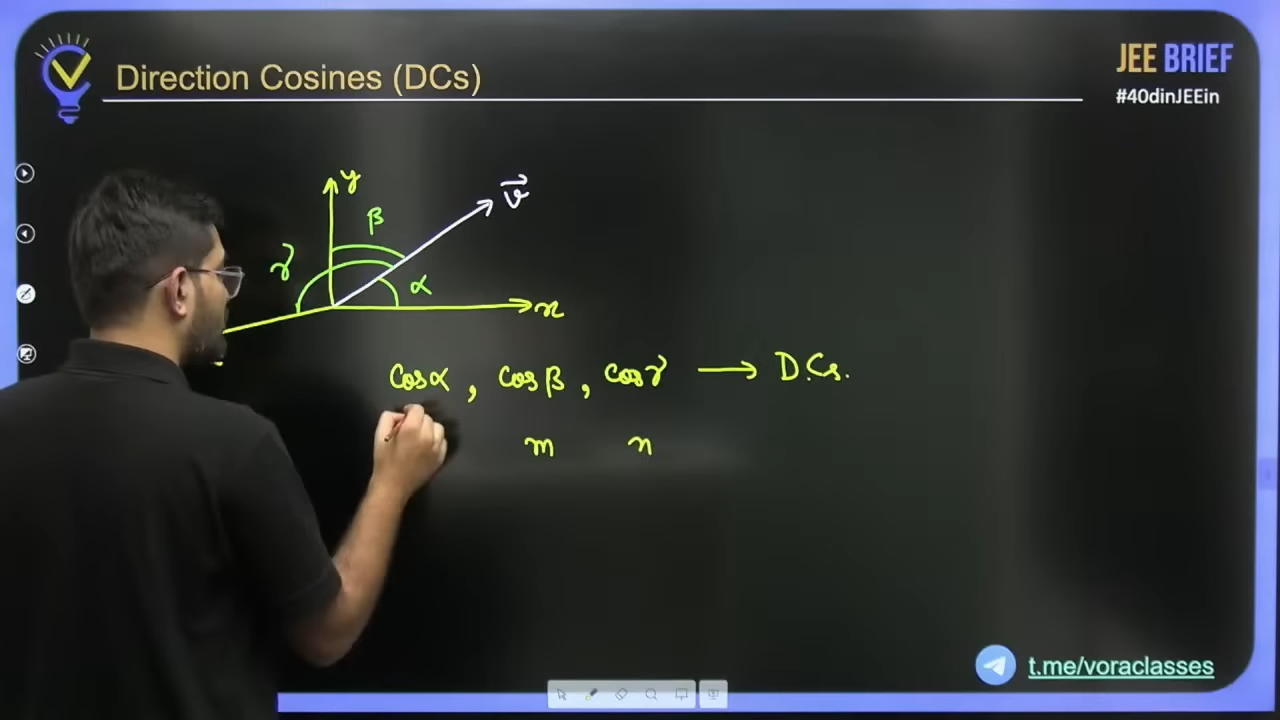 Direction Cosines (DCs)
JEE BRIEF
#40dinJEEin
y
v⃗
β
γ
α
x
cosα , cosβ , cosγ ⟶ D.Cs.
m n
t.me/voraclasses